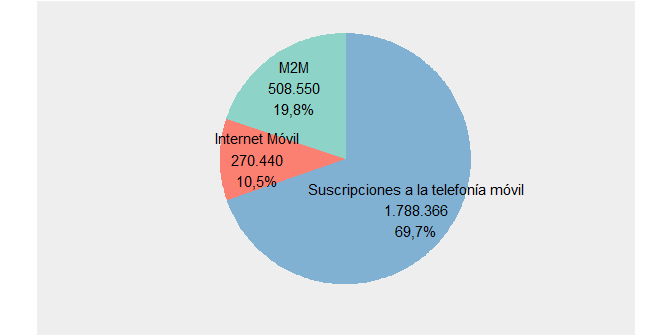 M2M
508.550
19,8%
Internet Móvil
270.440
10,5%
Suscripciones a la telefonía móvil
1.788.366
69,7%